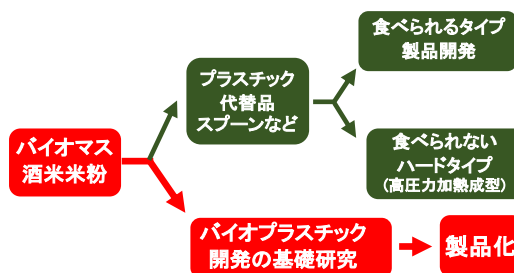 食べられるタイプ
製品開発
プラスチック
代替品
スプーンなど
バイオマス
酒米米粉
食べられない
ハードタイプ
(高圧力加熱成型)
バイオプラスチック
開発の基礎研究
製品化